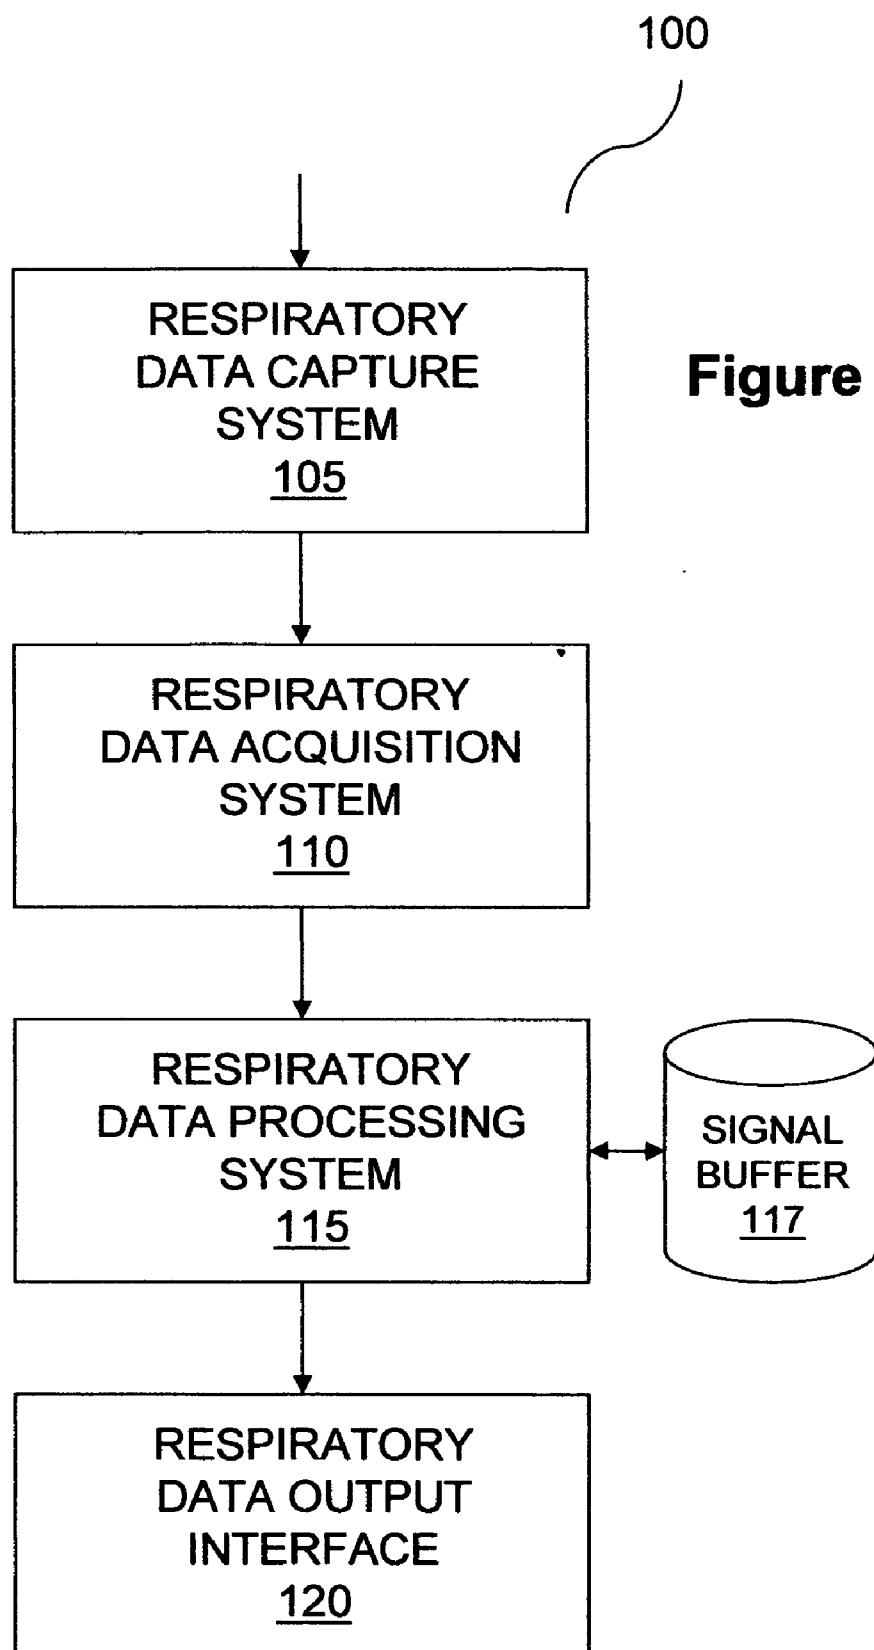 100
RESPIRATORY
DATA CAPTURE
SYSTEM
105
Figure
RESPIRATORY
DATA ACQUISITION
SYSTEM
110
RESPIRATORY
DATA PROCESSING
SYSTEM
115
SIGNAL
BUFFER
117
RESPIRATORY
DATA OUTPUT
INTERFACE
120